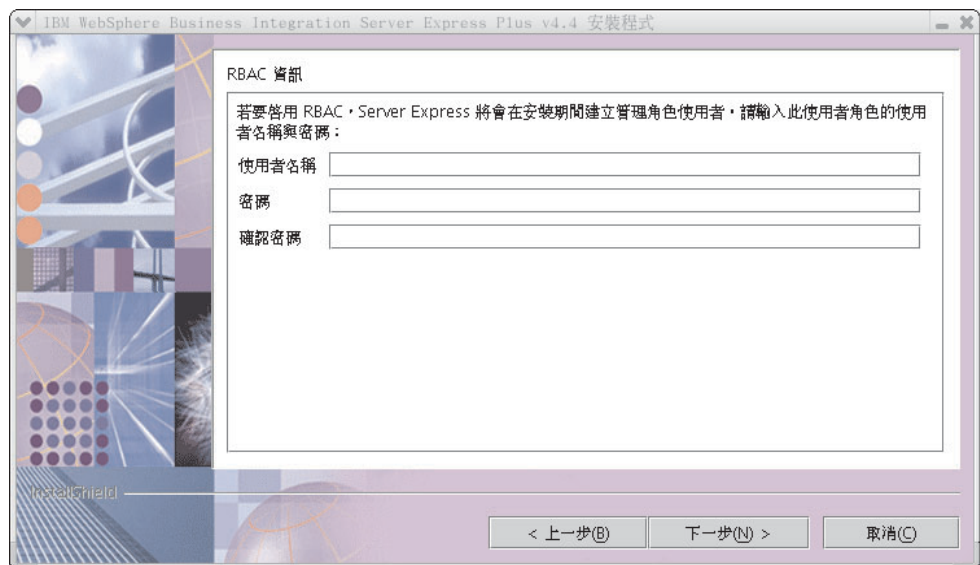 IBM WebSphere Business Integration Server Express Plus v4.4 安裝程式
RBAC 資訊
若要啓用 RBAC，Server Express 將會在安裝期間建立管理角色使用者，請輸入此使用者角色的使用
者名稱與密碼：
使用者名稱
密碼
確認密碼
InstallShield
< 上一步(B)
下一步(N) >
取消(C)